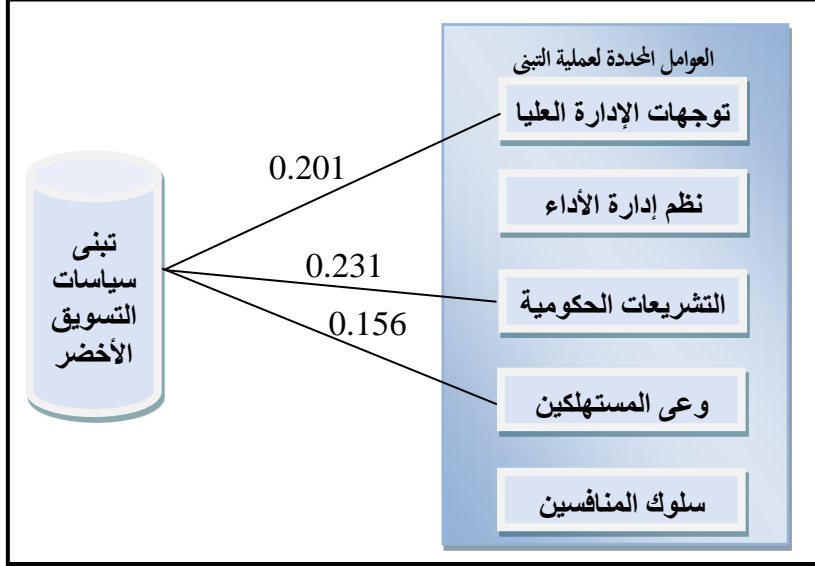 العوامل المحددة لعملية التبنى
توجهات الإدارة العليا
نظم إدارة الأداء
التشريعات الحكومية
وعى المستهلكين
سلوك المنافسين
0.201
0.231
0.156
تبنى
سياسات
التسويق
الأخضر